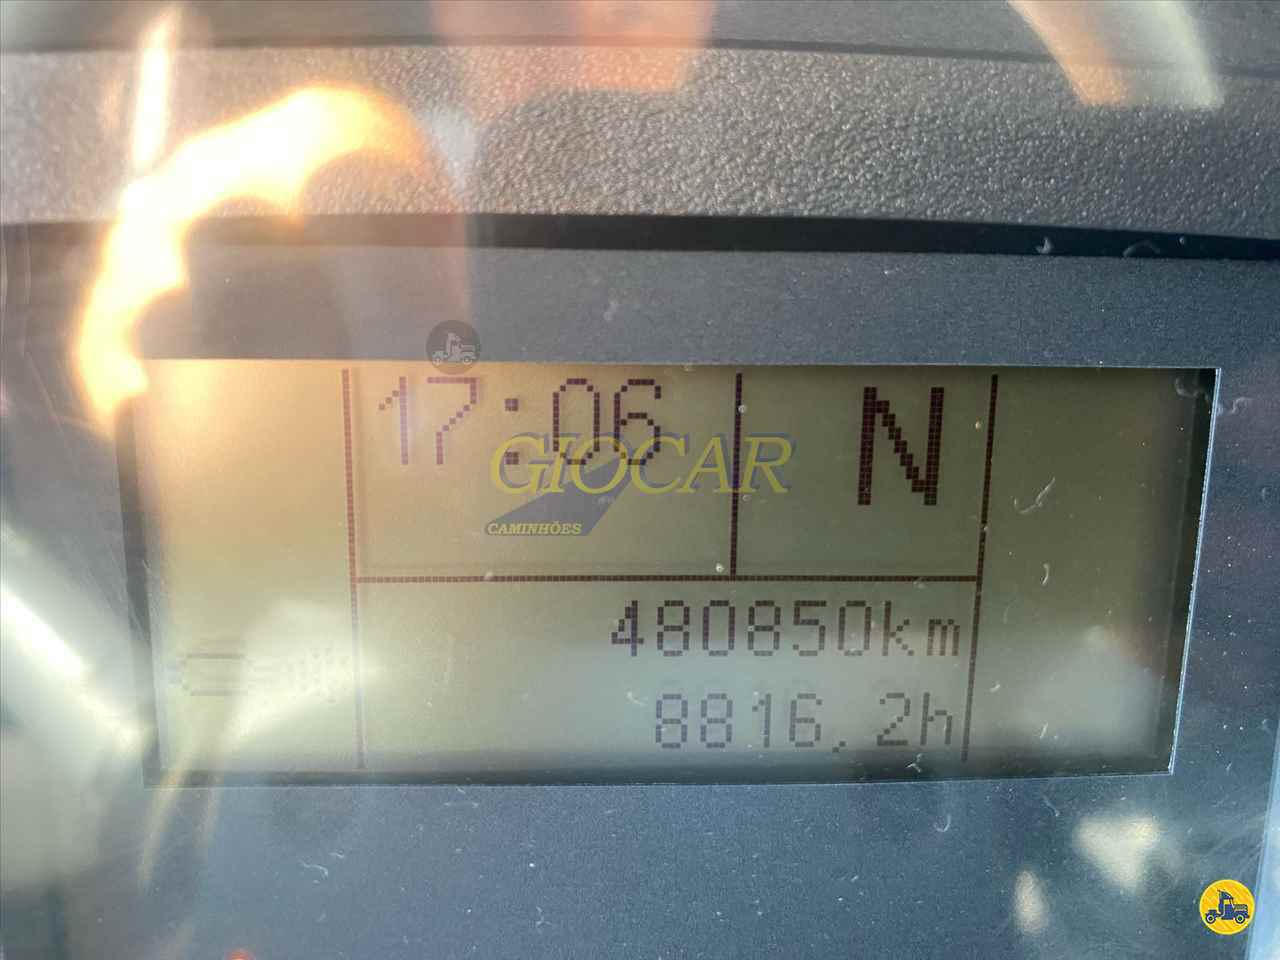 17:06
N
GIOCAR
CAMINHÕES
480850km
8816.2h